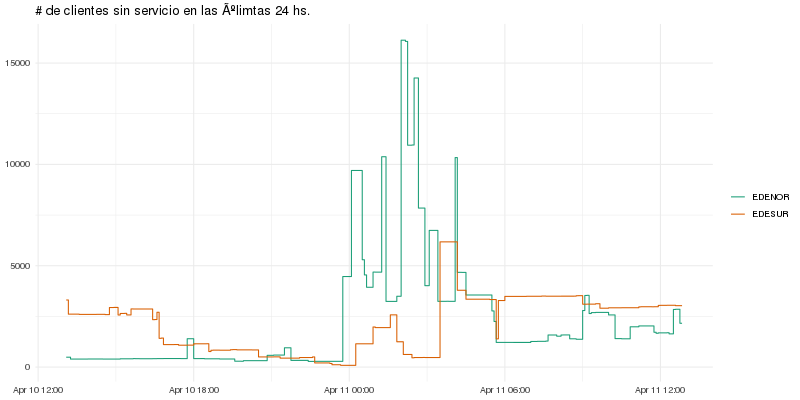 # de clientes sin servicio en las Ãºlimtas 24 hs.
15000
10000
5000
0
EDENOR
EDESUR
Apr 10 12:00
Apr 10 18:00
Apr 11 00:00
Apr 11 06:00
Apr 11 12:00